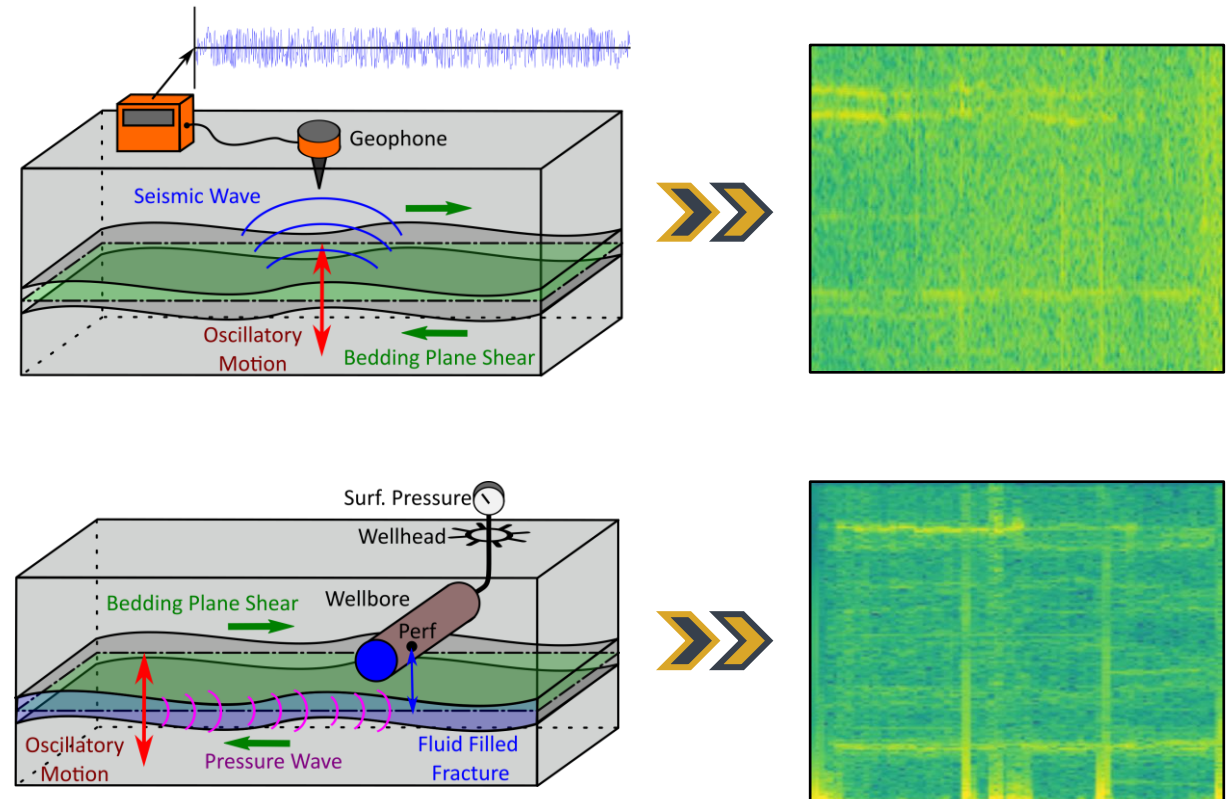 Geophone
Seismic Wave
Oscillatory
Motion
Bedding Plane Shear
Surf. Pressure
Wellhead
Bedding Plane Shear
Wellbore
Perf
Oscillatory
Motion
Pressure Wave
Fluid Filled
Fracture